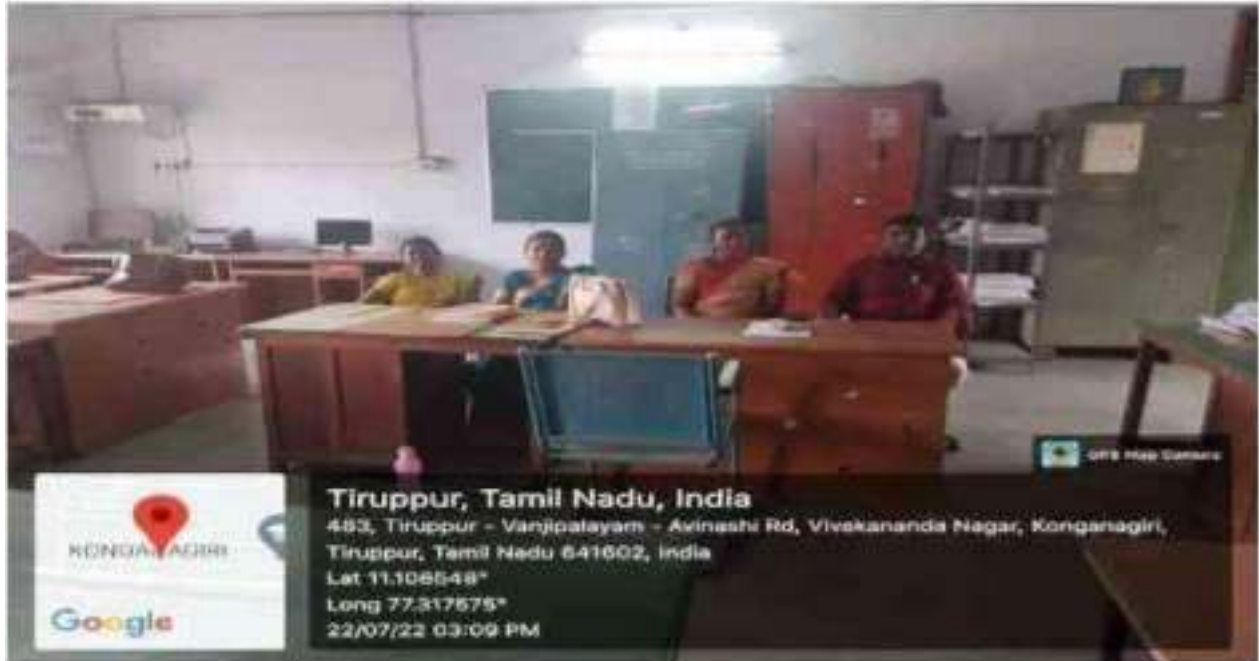 GPS Map Camera
Tiruppur, Tamil Nadu, India
483, Tiruppur - Vanjipalayam - Avinashi Rd, Vivekananda Nagar, Konganagiri,
Tiruppur, Tamil Nadu 641602, India
Lat 11.106548°
Long 77.317575°
22/07/22 03:09 PM
KONGANAGIRI
Google